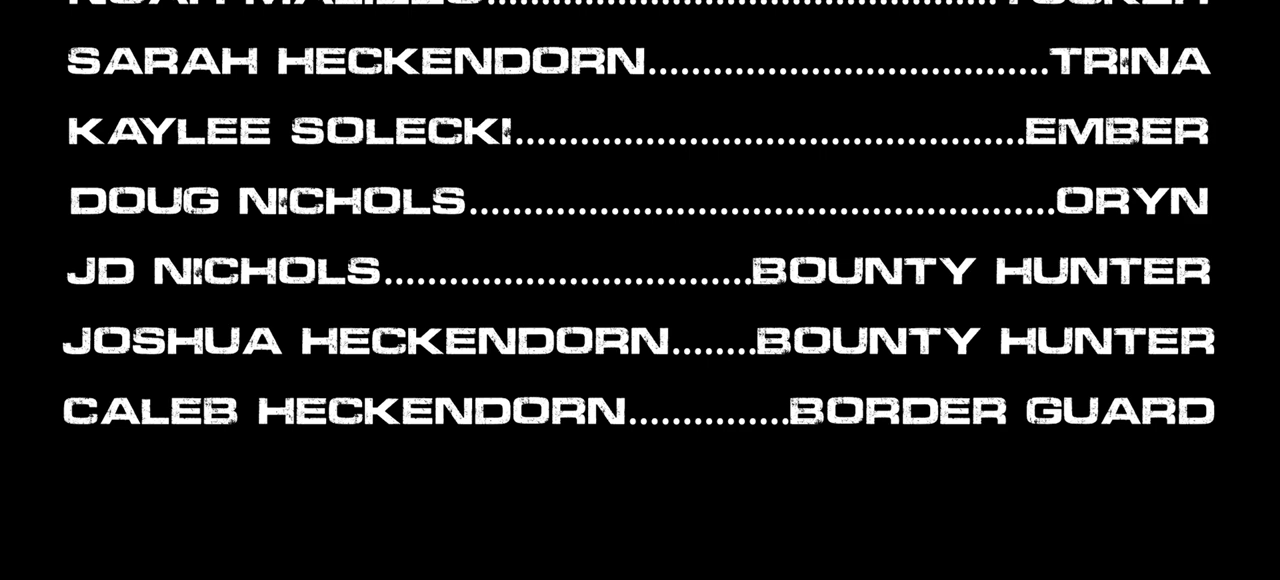 SARAH HECKENDORN.....................................TRINA
KAYLEE SOLECKI...............................................EMBER
DOUG NICHOLS......................................................ORYN
JD NICHOLS..................................BOUNTY HUNTER
JOSHUA HECKENDORN........BOUNTY HUNTER
CALEB HECKENDORN...............BORDER GUARD